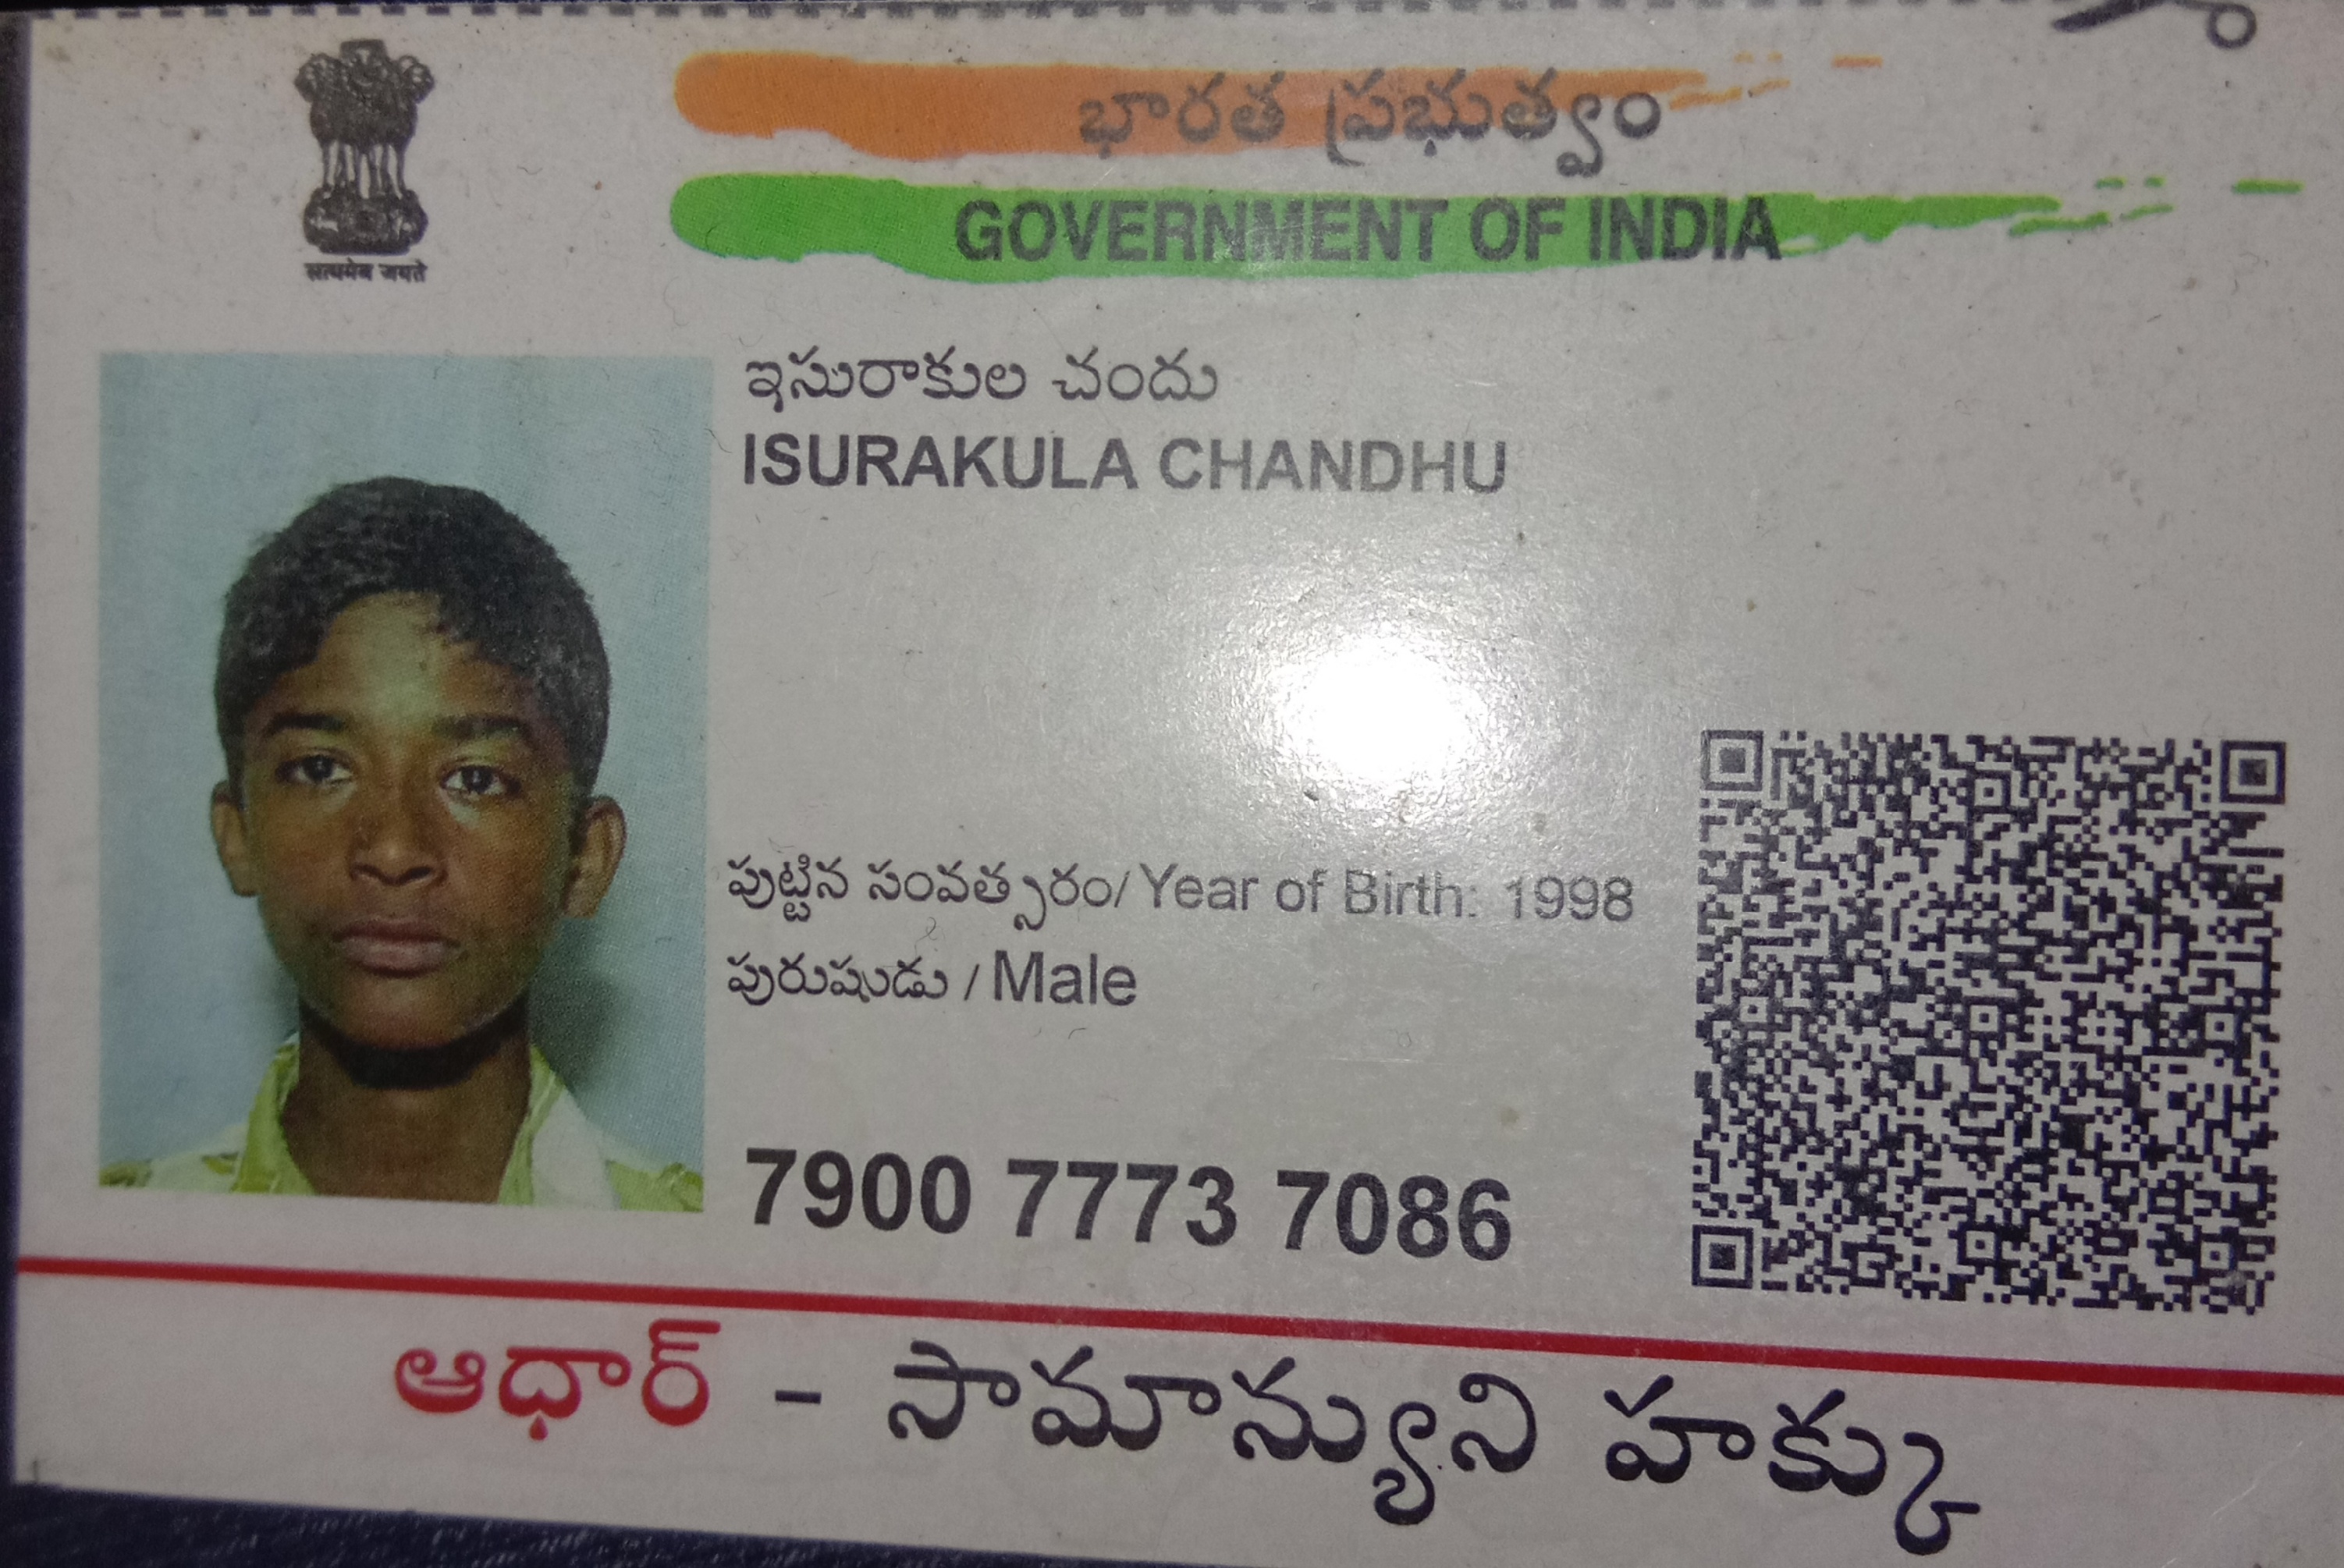 భారత ప్రభుత్వం
GOVERNMENT OF INDIA
सत्यमेव जयते
ఇసురాకుల చందు
ISURAKULA CHANDHU
పుట్టిన సంవత్సరం/ Year of Birth: 1998
పురుషుడు / Male
7900 7773 7086
ఆధార్ - సామాన్యుని హక్కు